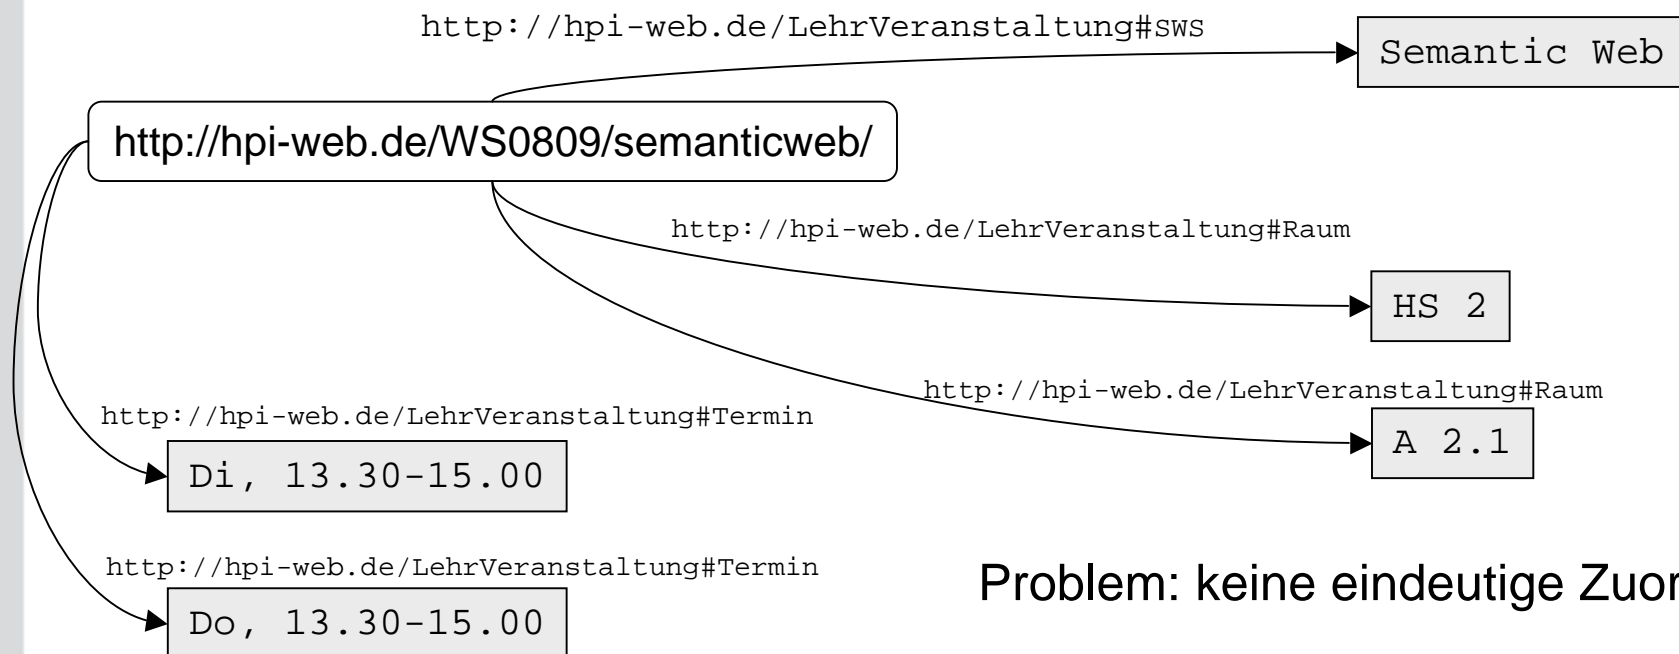 http://hpi-web.de/LehrVeranstaltung#SWS
Semantic Web
http://hpi-web.de/WS0809/semanticweb/
http://hpi-web.de/LehrVeranstaltung#Raum
HS 2
http://hpi-web.de/LehrVeranstaltung#Raum
A 2.1
http://hpi-web.de/LehrVeranstaltung#Termin
Di, 13.30-15.00
http://hpi-web.de/LehrVeranstaltung#Termin
Do, 13.30-15.00
Problem: keine eindeutige